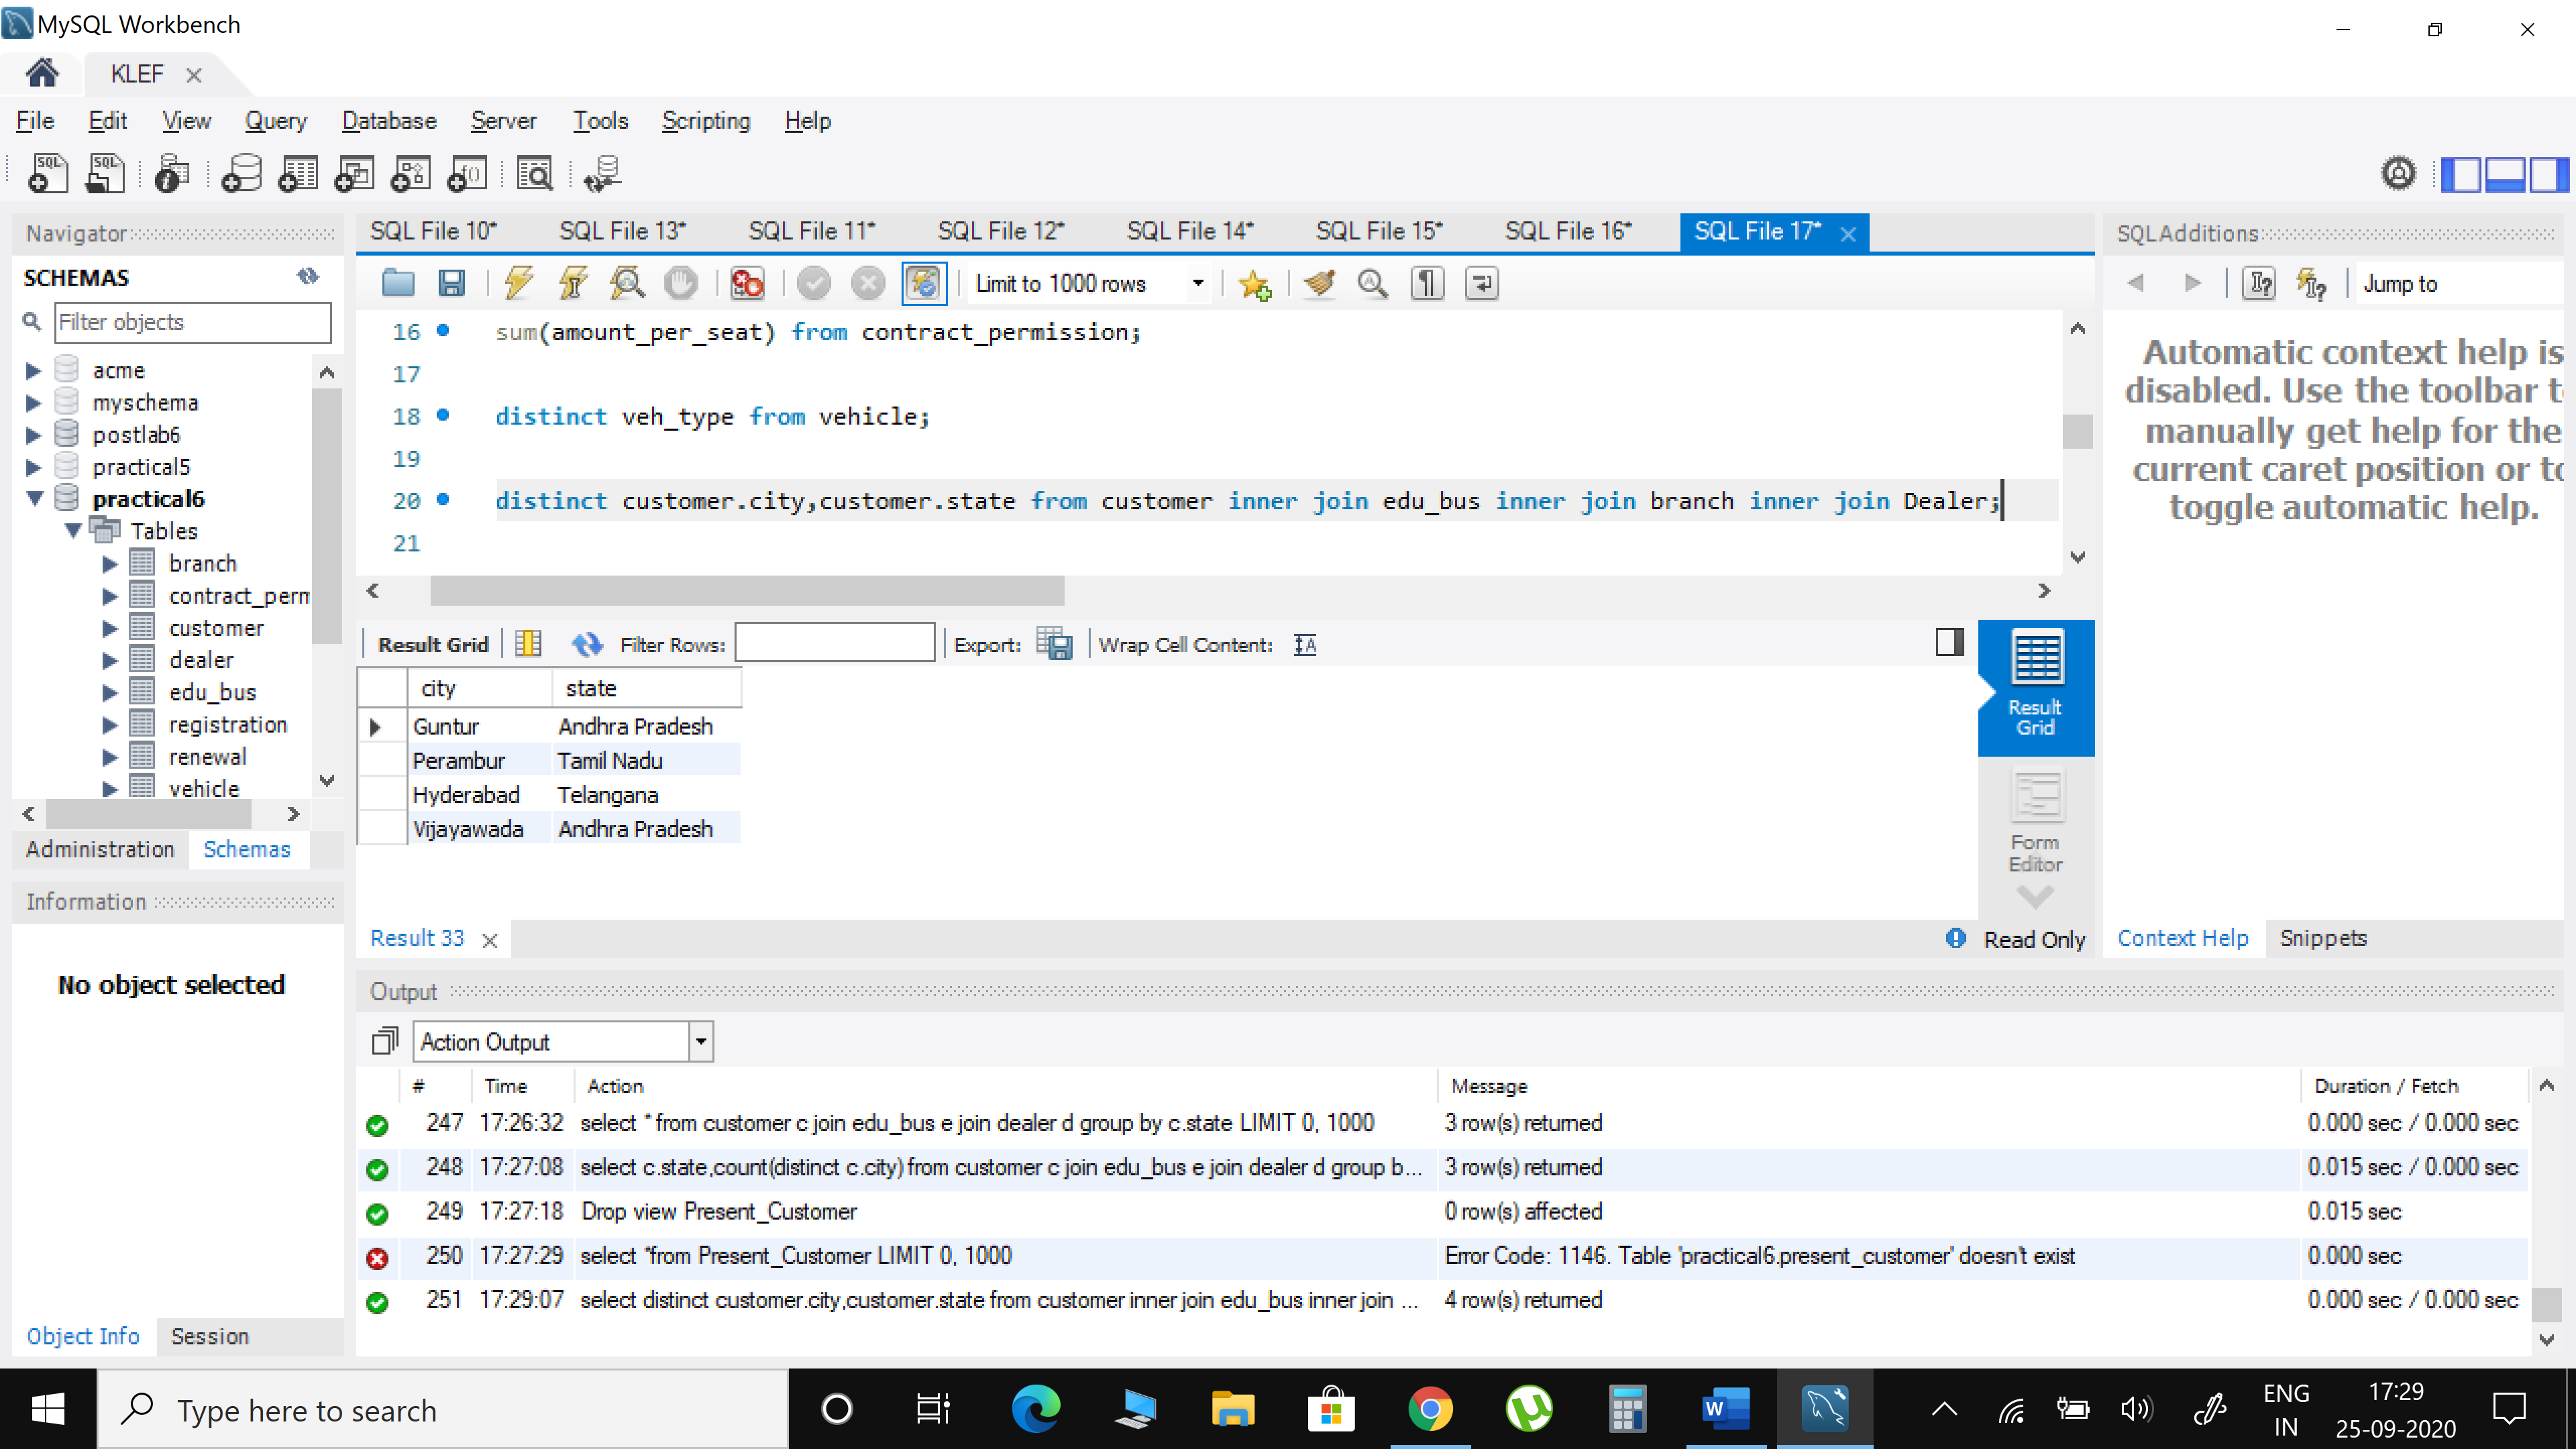 MySQL Workbench
KLEF
File Edit View Query Database Server Tools Scripting Help
Navigator
SCHEMAS
Filter objects
acme
myschema
postlab6
practical5
practical6
Tables
branch
contract_perm
customer
dealer
edu_bus
registration
renewal
vehicle
Administration Schemas
Information
No object selected
Object Info Session
SQL File 10* SQL File 13* SQL File 11* SQL File 12* SQL File 14* SQL File 15* SQL File 16* SQL File 17*
Limit to 1000 rows
16 sum(amount_per_seat) from contract_permission;
17
18 distinct veh_type from vehicle;
19
20 distinct customer.city,customer.state from customer inner join edu_bus inner join branch inner join Dealer;
21
Result Grid Filter Rows: Export: Wrap Cell Content:
city state
Guntur Andhra Pradesh
Perambur Tamil Nadu
Hyderabad Telangana
Vijayawada Andhra Pradesh
Result
Grid
Form
Editor
Result 33 Read Only
SQLAdditions
Jump to
Automatic context help is
disabled. Use the toolbar t
manually get help for the
current caret position or to
toggle automatic help.
Context Help Snippets
Output
Action Output
# Time Action Message Duration / Fetch
247 17:26:32 select * from customer c join edu_bus e join dealer d group by c.state LIMIT 0, 1000 3 row(s) returned 0.000 sec / 0.000 sec
248 17:27:08 select c.state,count(distinct c.city) from customer c join edu_bus e join dealer d group b... 3 row(s) returned 0.015 sec / 0.000 sec
249 17:27:18 Drop view Present_Customer 0 row(s) affected 0.015 sec
250 17:27:29 select *from Present_Customer LIMIT 0, 1000 Error Code: 1146. Table 'practical6.present_customer' doesn't exist 0.000 sec
251 17:29:07 select distinct customer.city,customer.state from customer inner join edu_bus inner join ... 4 row(s) returned 0.000 sec / 0.000 sec
Type here to search
ENG
IN
17:29
25-09-2020